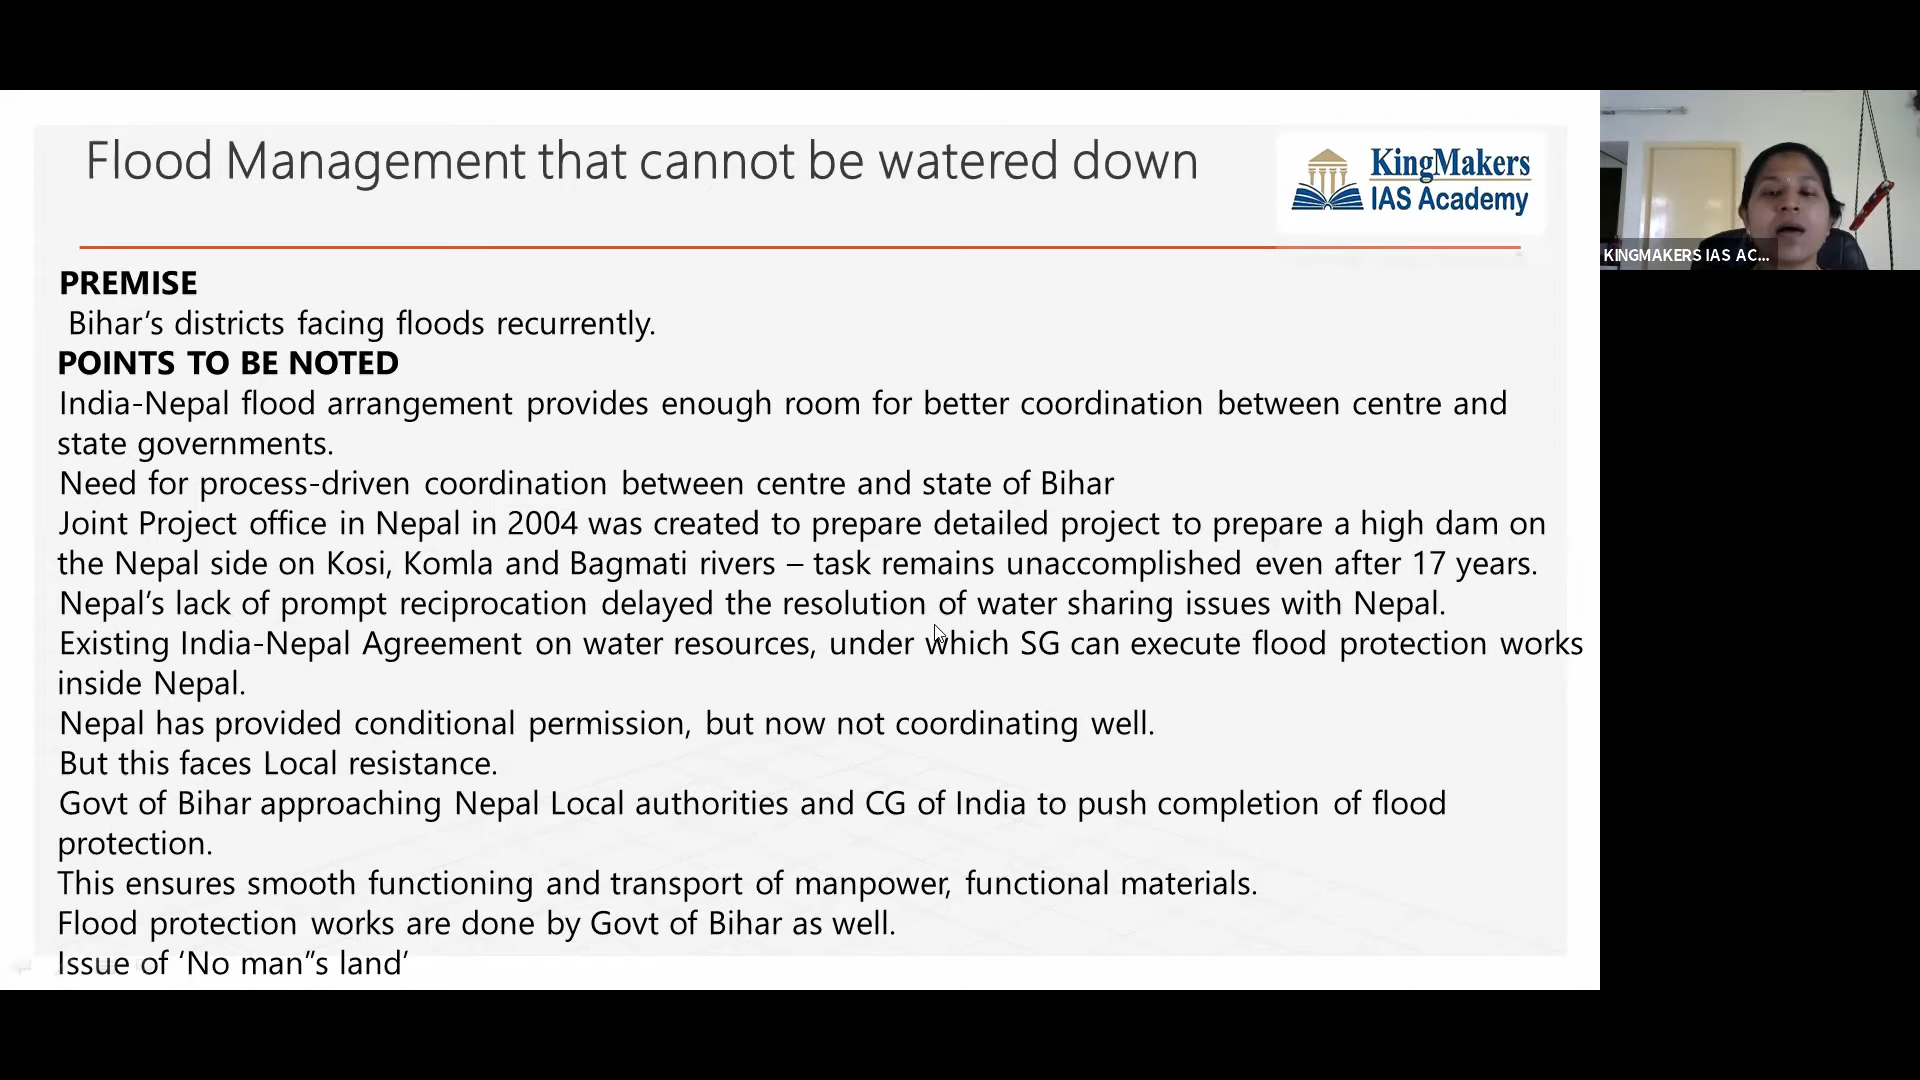 Flood Management that cannot be watered down
KingMakers
IAS Academy
KINGMAKERS IAS AC...
PREMISE
Bihar’s districts facing floods recurrently.
POINTS TO BE NOTED
India-Nepal flood arrangement provides enough room for better coordination between centre and
state governments.
Need for process-driven coordination between centre and state of Bihar
Joint Project office in Nepal in 2004 was created to prepare detailed project to prepare a high dam on
the Nepal side on Kosi, Komla and Bagmati rivers – task remains unaccomplished even after 17 years.
Nepal’s lack of prompt reciprocation delayed the resolution of water sharing issues with Nepal.
Existing India-Nepal Agreement on water resources, under which SG can execute flood protection works
inside Nepal.
Nepal has provided conditional permission, but now not coordinating well.
But this faces Local resistance.
Govt of Bihar approaching Nepal Local authorities and CG of India to push completion of flood
protection.
This ensures smooth functioning and transport of manpower, functional materials.
Flood protection works are done by Govt of Bihar as well.
Issue of ‘No man”s land’